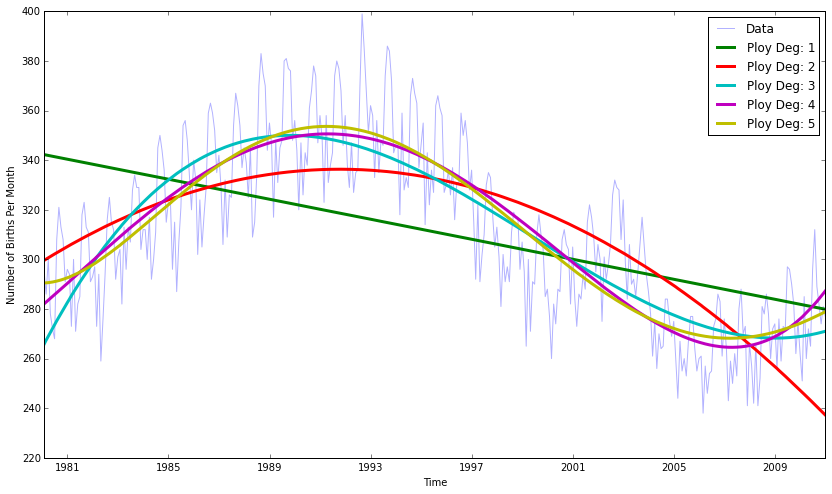 400
380
360
340
320
300
280
260
240
220
Number of Births Per Month
Data
Ploy Deg: 1
Ploy Deg: 2
Ploy Deg: 3
Ploy Deg: 4
Ploy Deg: 5
1981 1985 1989 1993 1997 2001 2005 2009
Time